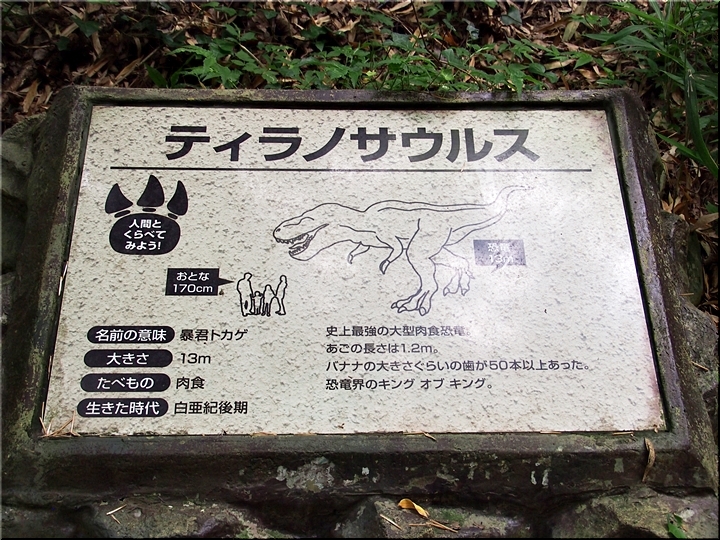 ティラノサウルス
人間と
くらべて
みよう!
おとな
170cm
恐竜
13m
名前の意味 暴君トカゲ
大きさ 13m
たべもの 肉食
生きた時代 白亜紀後期
史上最強の大型肉食恐竜。
あごの長さは1.2m。
バナナの大きさぐらいの歯が50本以上あった。
恐竜界のキング オブ キング。